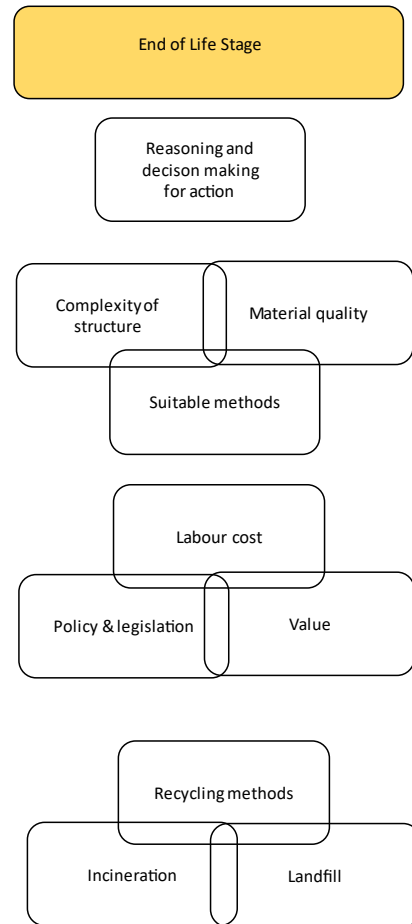 End of Life Stage
Reasoning and
decison making
for action
Complexity of
structure
Material quality
Suitable methods
Labour cost
Policy & legislation
Value
Recycling methods
Incineration
Landfill